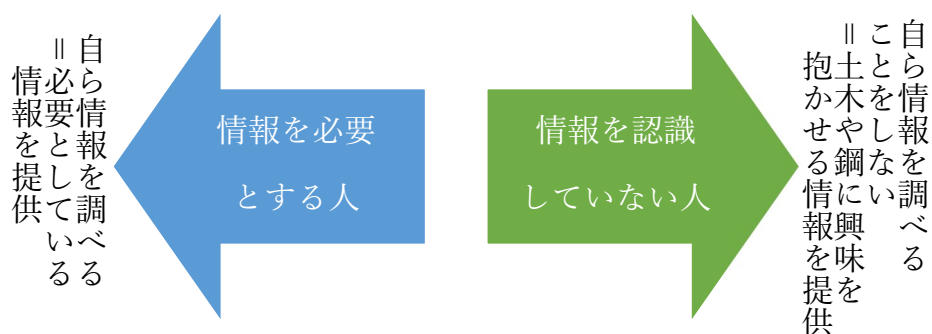 自ら情報を調べる
＝必要としている
情報を提供
情報を必要
とする人
情報を認識
していない人
自ら情報を調べる
ことをしない
＝土木や鋼に興味を
抱かせる情報を提供